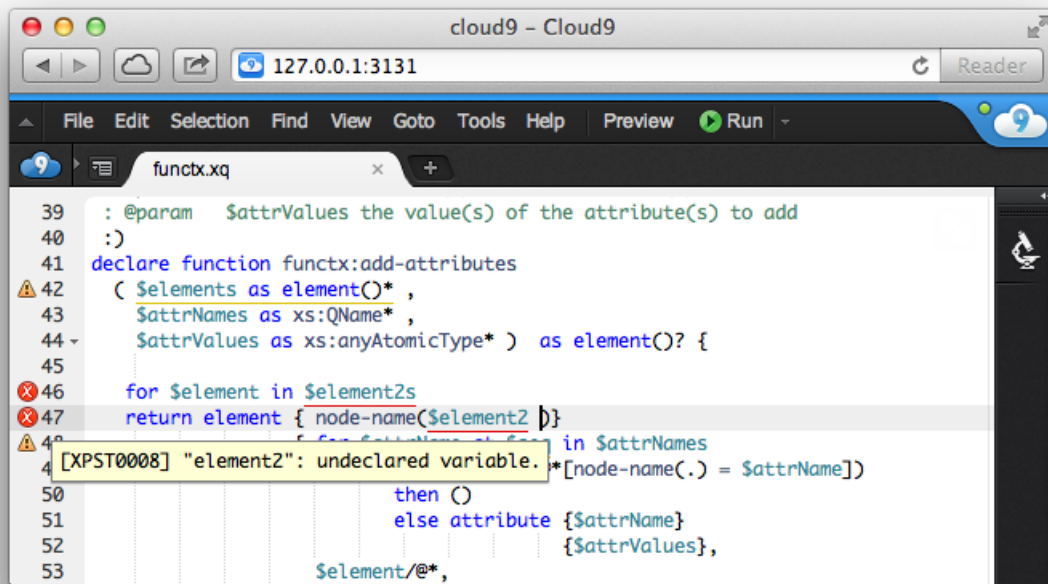 cloud9 – Cloud9
127.0.0.1:3131
Reader
File Edit Selection Find View Goto Tools Help Preview Run
9
9 functx.xq × +
39 : @param $attrValues the value(s) of the attribute(s) to add
40 :)
41 declare function functx:add-attributes
42 ( $elements as element()* ,
43 $attrNames as xs:QName* ,
44 $attrValues as xs:anyAtomicType* ) as element()? {
45
46 for $element in $element2s
47 return element { node-name($element2 )}
in $attrNames
[XPST0008] "element2": undeclared variable.
*[node-name(.) = $attrName])
50 then ()
51 else attribute {$attrName}
52 {$attrValues},
53 $element/@*,